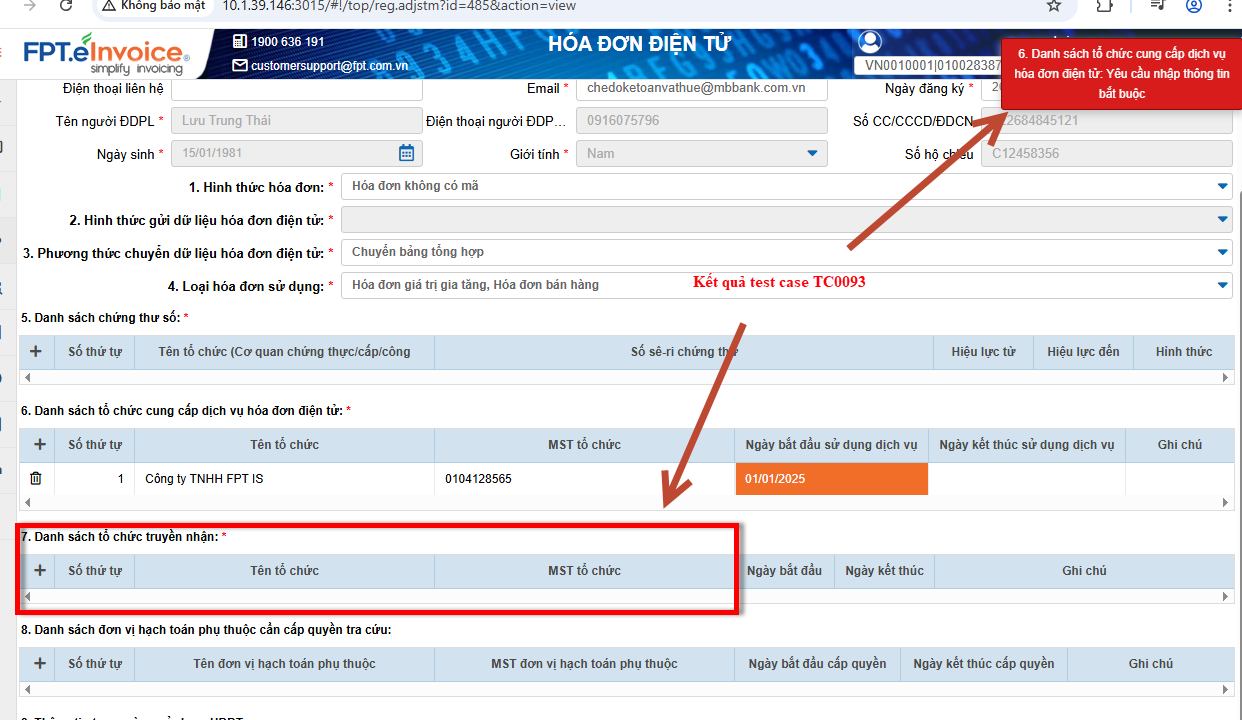 Không bảo mật 10.1.39.146:3015/#!/top/reg.adjstm?id=485&action=view
FPT.eInvoice® simplify invoicing
1900 636 191
customersupport@fpt.com.vn
HÓA ĐƠN ĐIỆN TỬ
VN0010001|010028387
6. Danh sách tổ chức cung cấp dịch vụ
hóa đơn điện tử: Yêu cầu nhập thông tin
bắt buộc
Điện thoại liên hệ Email * chedoketoanvathue@mbbank.com.vn Ngày đăng ký *
Tên người ĐDPL * Lưu Trung Thái Điện thoại người ĐDP... 0916075796 Số CC/CCCD/ĐDCN 2684845121
Ngày sinh * 15/01/1981 Giới tính * Nam Số hộ chiếu C12458356
1. Hình thức hóa đơn: * Hóa đơn không có mã
2. Hình thức gửi dữ liệu hóa đơn điện tử: *
3. Phương thức chuyển dữ liệu hóa đơn điện tử: * Chuyển bảng tổng hợp
4. Loại hóa đơn sử dụng: * Hóa đơn giá trị gia tăng, Hóa đơn bán hàng
Kết quả test case TC0093
5. Danh sách chứng thư số: *
+ Số thứ tự Tên tổ chức (Cơ quan chứng thực/cấp/công Số sê-ri chứng thư Hiệu lực từ Hiệu lực đến Hình thức
6. Danh sách tổ chức cung cấp dịch vụ hóa đơn điện tử: *
+ Số thứ tự Tên tổ chức MST tổ chức Ngày bắt đầu sử dụng dịch vụ Ngày kết thúc sử dụng dịch vụ Ghi chú
1 Công ty TNHH FPT IS 0104128565 01/01/2025
7. Danh sách tổ chức truyền nhận: *
+ Số thứ tự Tên tổ chức MST tổ chức Ngày bắt đầu Ngày kết thúc Ghi chú
8. Danh sách đơn vị hạch toán phụ thuộc cần cấp quyền tra cứu:
+ Số thứ tự Tên đơn vị hạch toán phụ thuộc MST đơn vị hạch toán phụ thuộc Ngày bắt đầu cấp quyền Ngày kết thúc cấp quyền Ghi chú